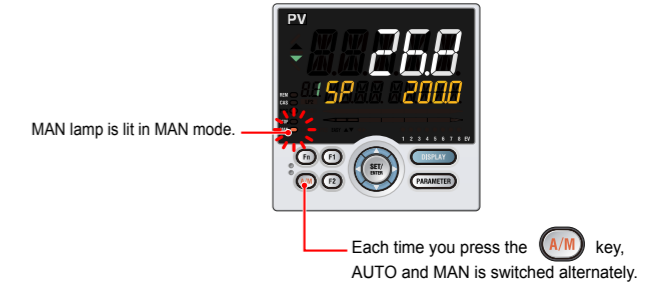 PV
26.8
SP 200.0
REM
CAS
1 2 3 4 5 6 7 8 EV
MAN lamp is lit in MAN mode.
Fn F1 SET/ DISPLAY
ENTER
A/M F2 PARAMETER
Each time you press the A/M key,
AUTO and MAN is switched alternately.